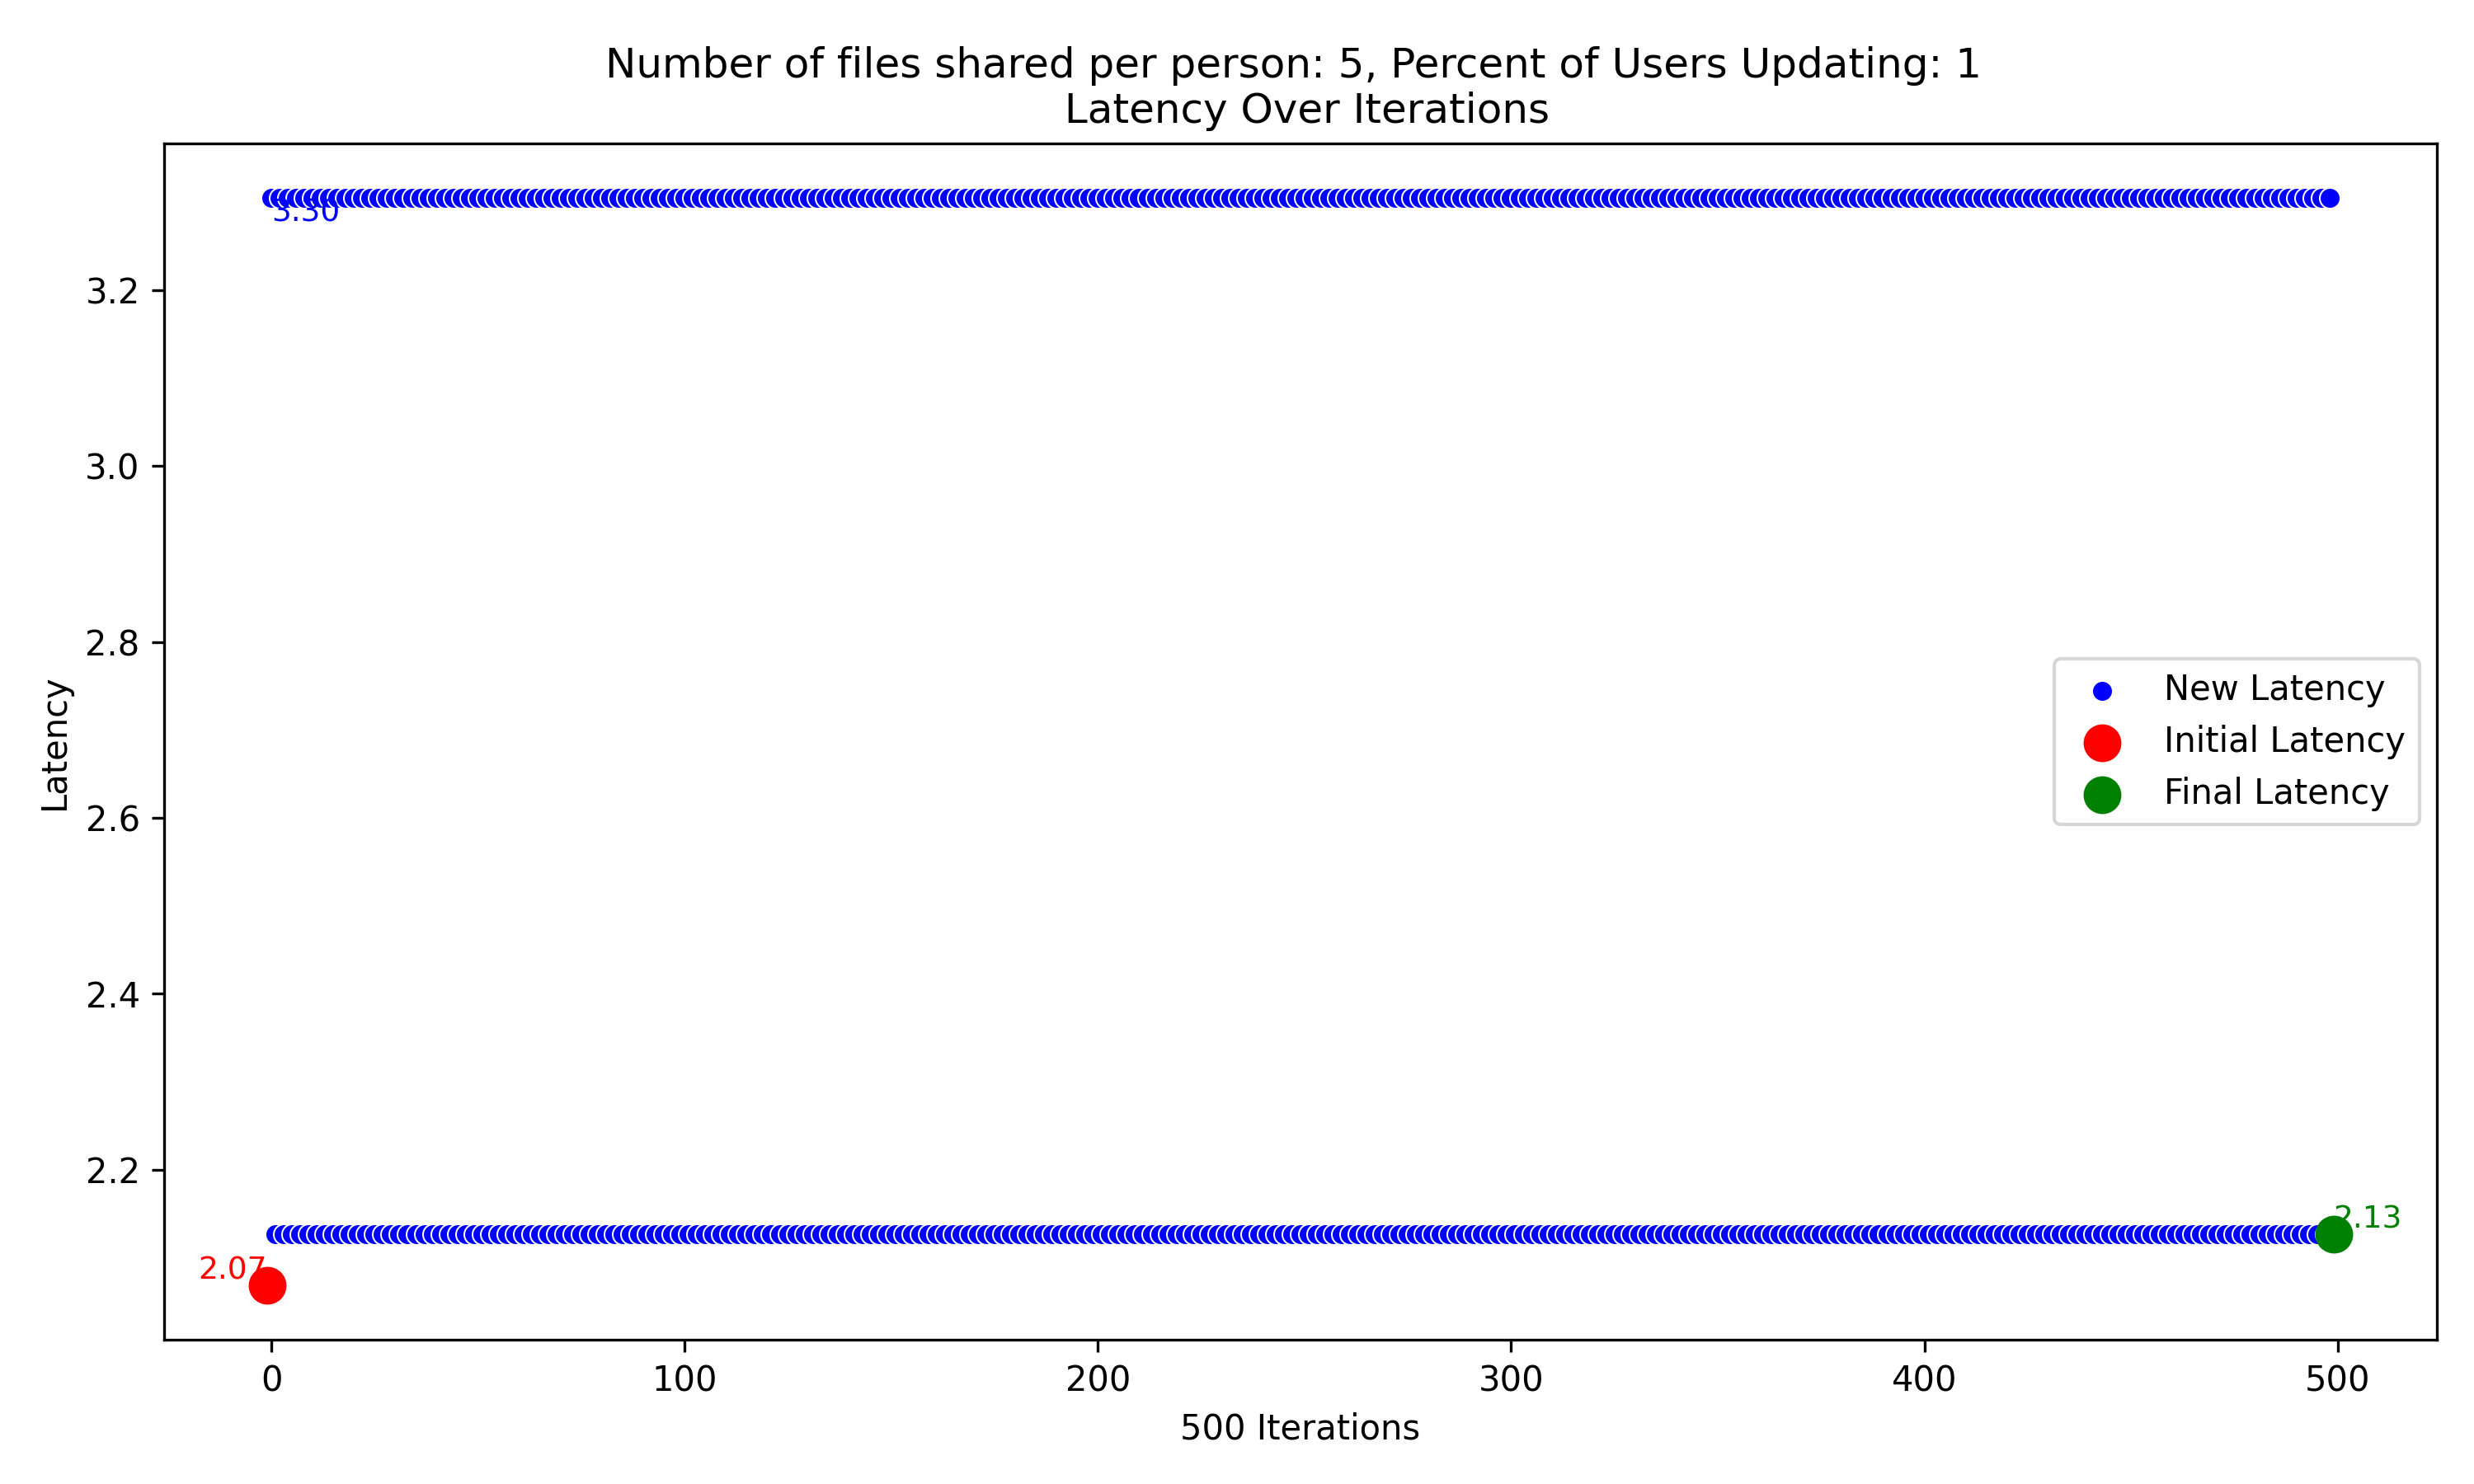 Number of files shared per person: 5, Percent of Users Updating: 1
Latency Over Iterations
3.30
3.2
3.0
2.8
2.6
2.4
2.2
Latency
New Latency
Initial Latency
Final Latency
2.13
2.07
0 100 200 300 400 500
500 Iterations